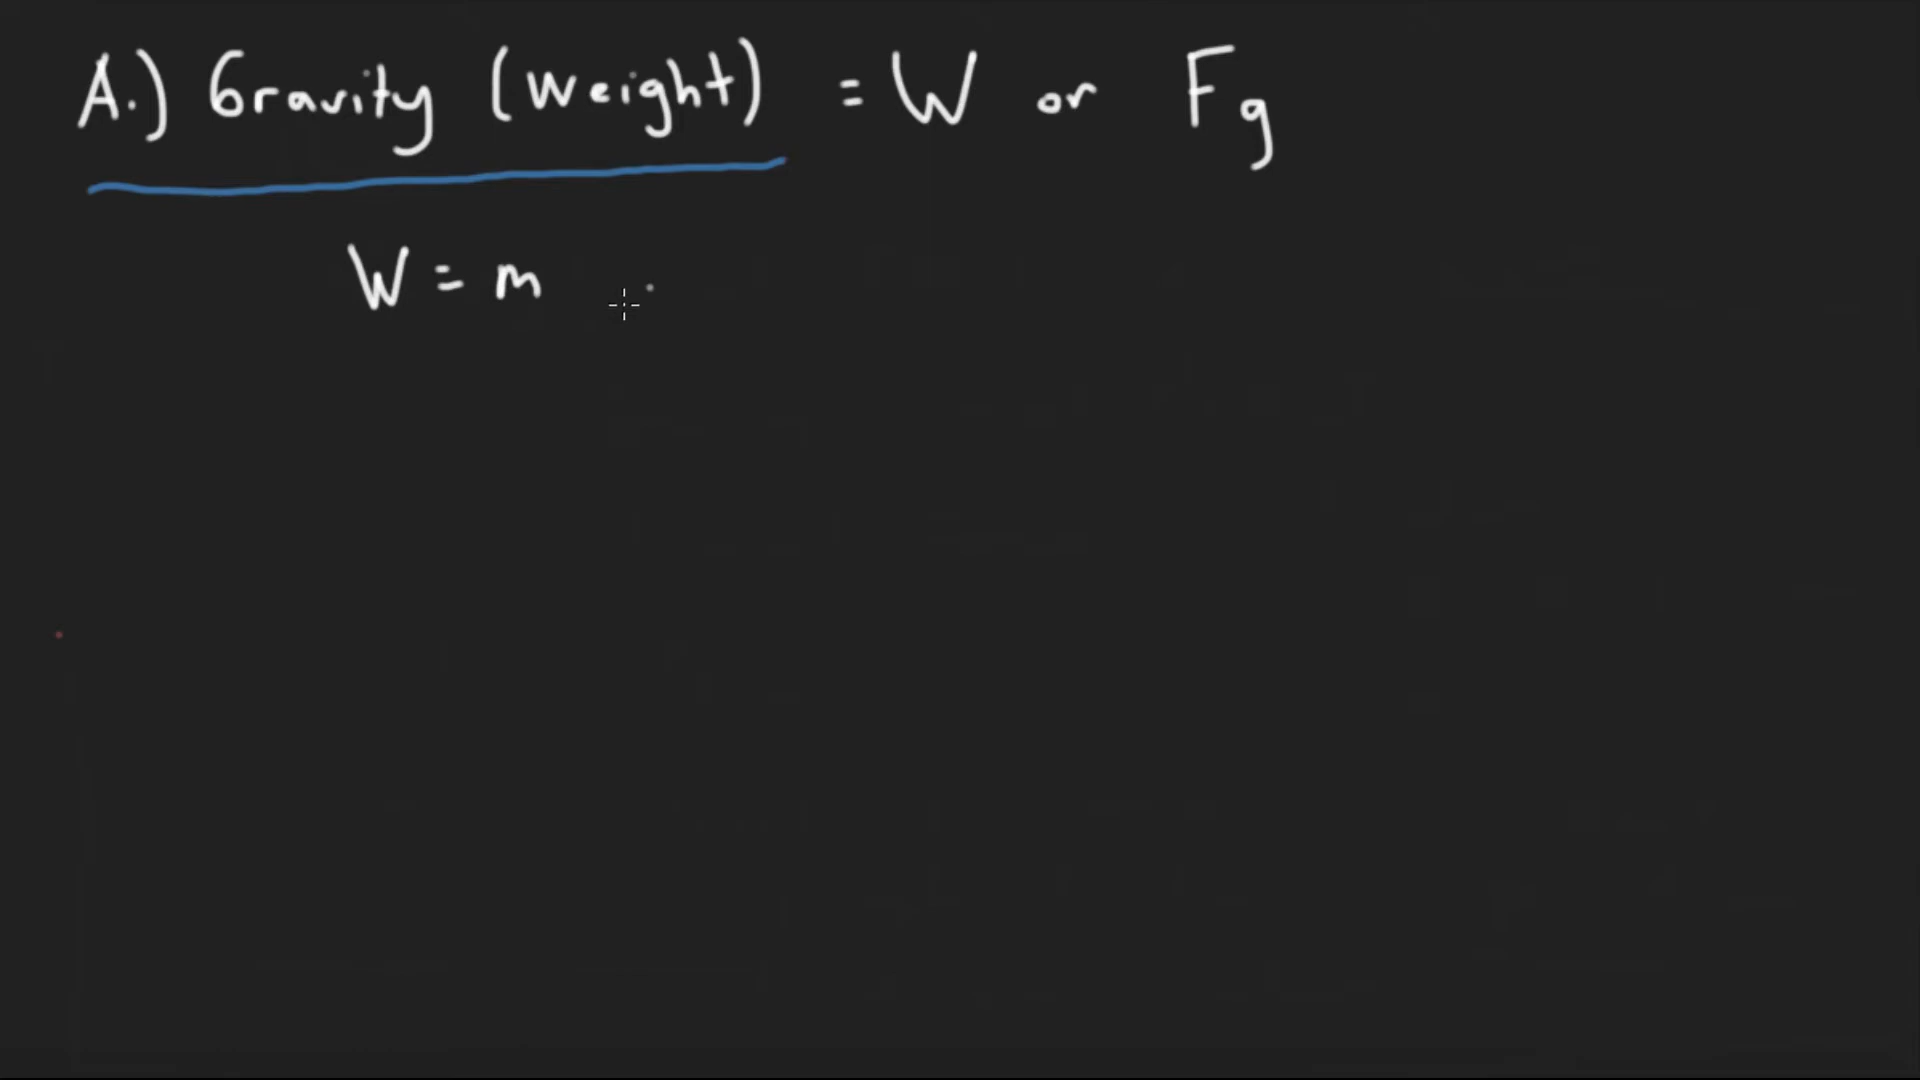 A.) Gravity (weight) = W or Fg
W = m